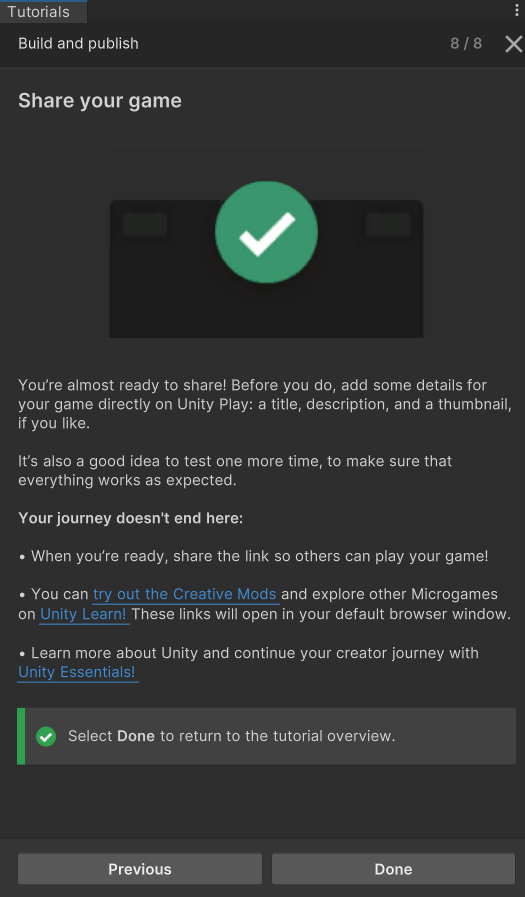 Tutorials
Build and publish
8 / 8
Share your game
You're almost ready to share! Before you do, add some details for
your game directly on Unity Play: a title, description, and a thumbnail,
if you like.
It's also a good idea to test one more time, to make sure that
everything works as expected.
Your journey doesn't end here:
• When you're ready, share the link so others can play your game!
• You can try out the Creative Mods and explore other Microgames
on Unity Learn! These links will open in your default browser window.
• Learn more about Unity and continue your creator journey with
Unity Essentials!
Select Done to return to the tutorial overview.
Previous
Done